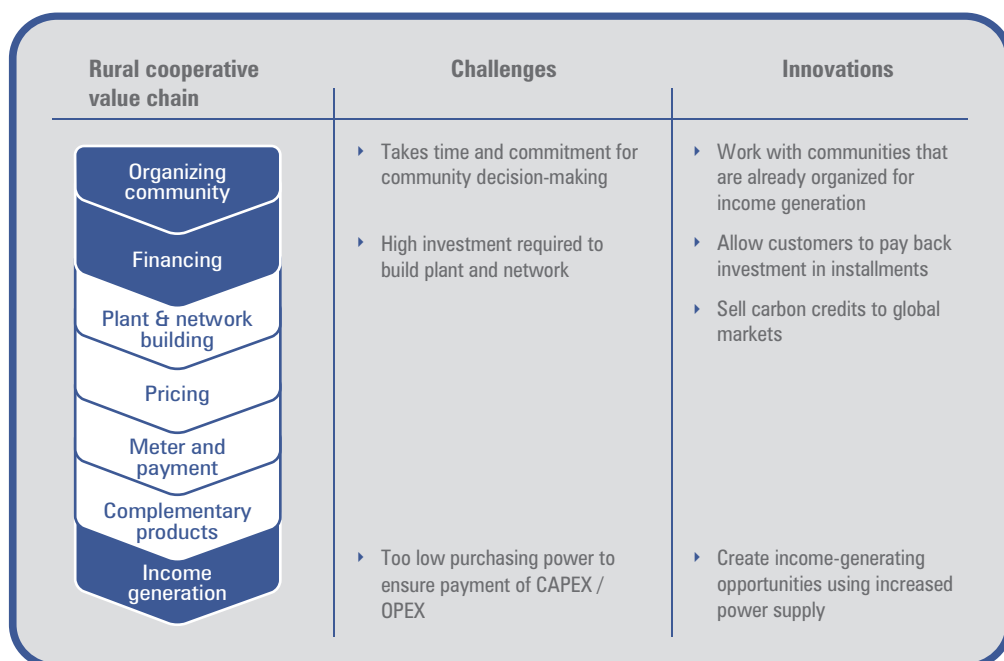 Rural cooperative
value chain
Challenges
Innovations
Organizing
community
Takes time and commitment for
community decision-making
Work with communities that
are already organized for
income generation
Financing
High investment required to
build plant and network
Allow customers to pay back
investment in installments
Sell carbon credits to global
markets
Plant & network
building
Pricing
Meter and
payment
Complementary
products
Income
generation
Too low purchasing power to
ensure payment of CAPEX /
OPEX
Create income-generating
opportunities using increased
power supply